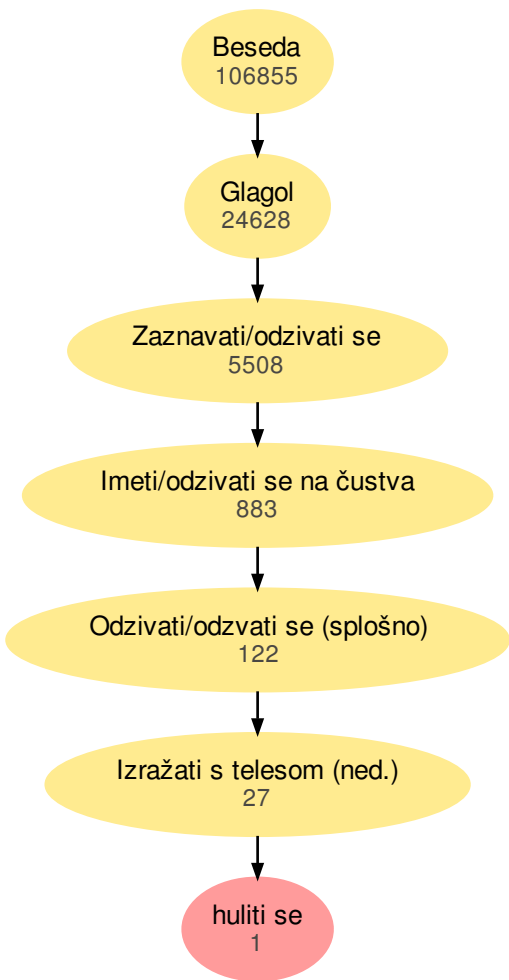 Beseda
106855
Glagol
24628
Zaznavati/odzivati se
5508
Imeti/odzivati se na čustva
883
Odzivati/odzvati se (splošno)
122
Izražati s telesom (ned.)
27
huliti se
1